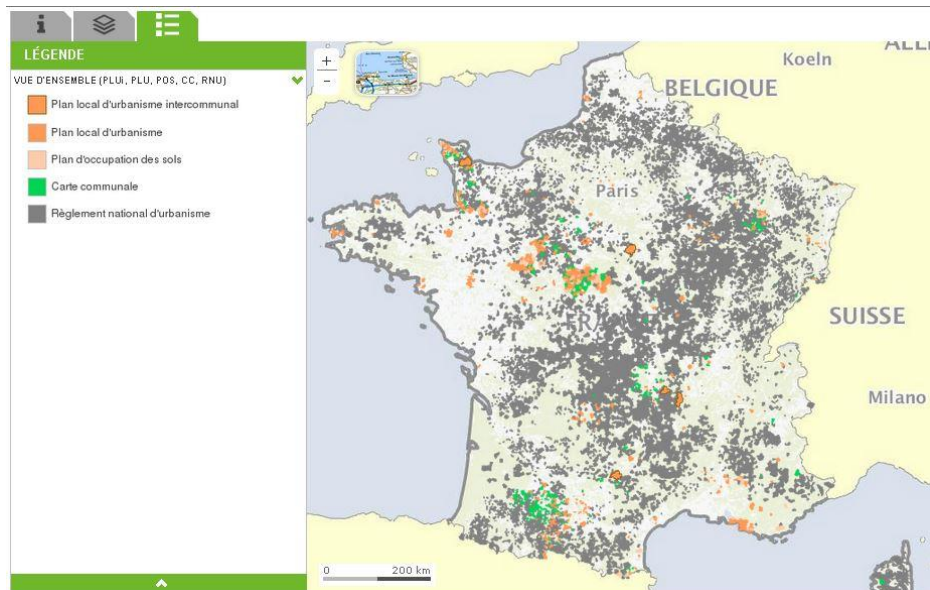 i
LÉGENDE
VUE D'ENSEMBLE (PLUi, PLU, POS, CC, RNU)
Plan local d'urbanisme intercommunal
Plan local d'urbanisme
Plan d'occupation des sols
Carte communale
Règlement national d'urbanisme
+
−
Koeln
BELGIQUE
Paris
SUISSE
Milano
0 200 km